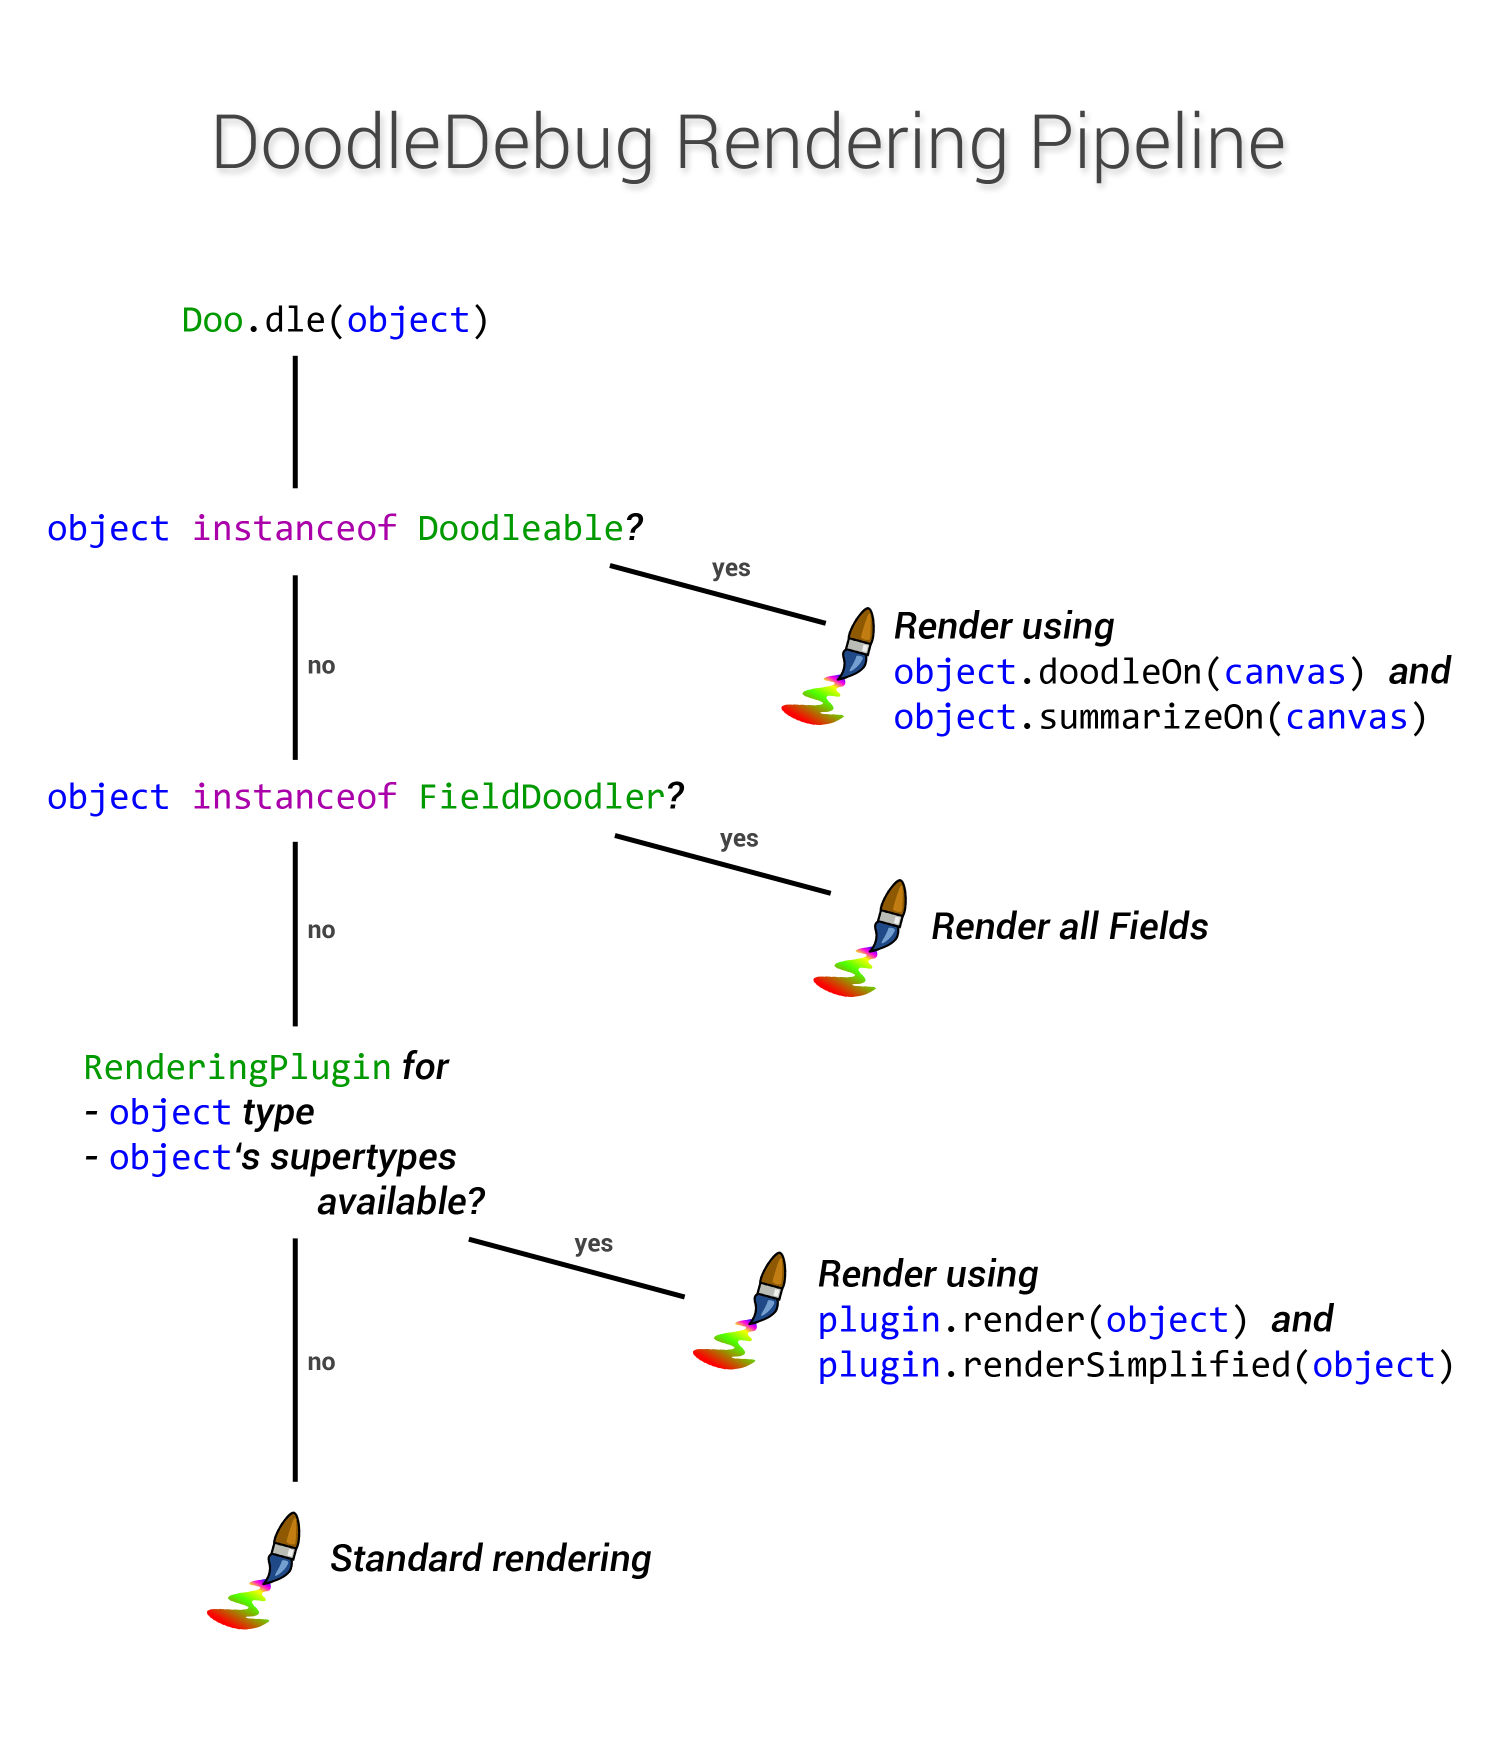 DoodleDebug Rendering Pipeline
Doo.dle(object)
object instanceof Doodleable?
yes
Render using
object.doodleOn(canvas) and
object.summarizeOn(canvas)
no
object instanceof FieldDoodler?
yes
Render all Fields
no
RenderingPlugin for
- object type
- object‘s supertypes
available?
yes
Render using
plugin.render(object) and
plugin.renderSimplified(object)
no
Standard rendering